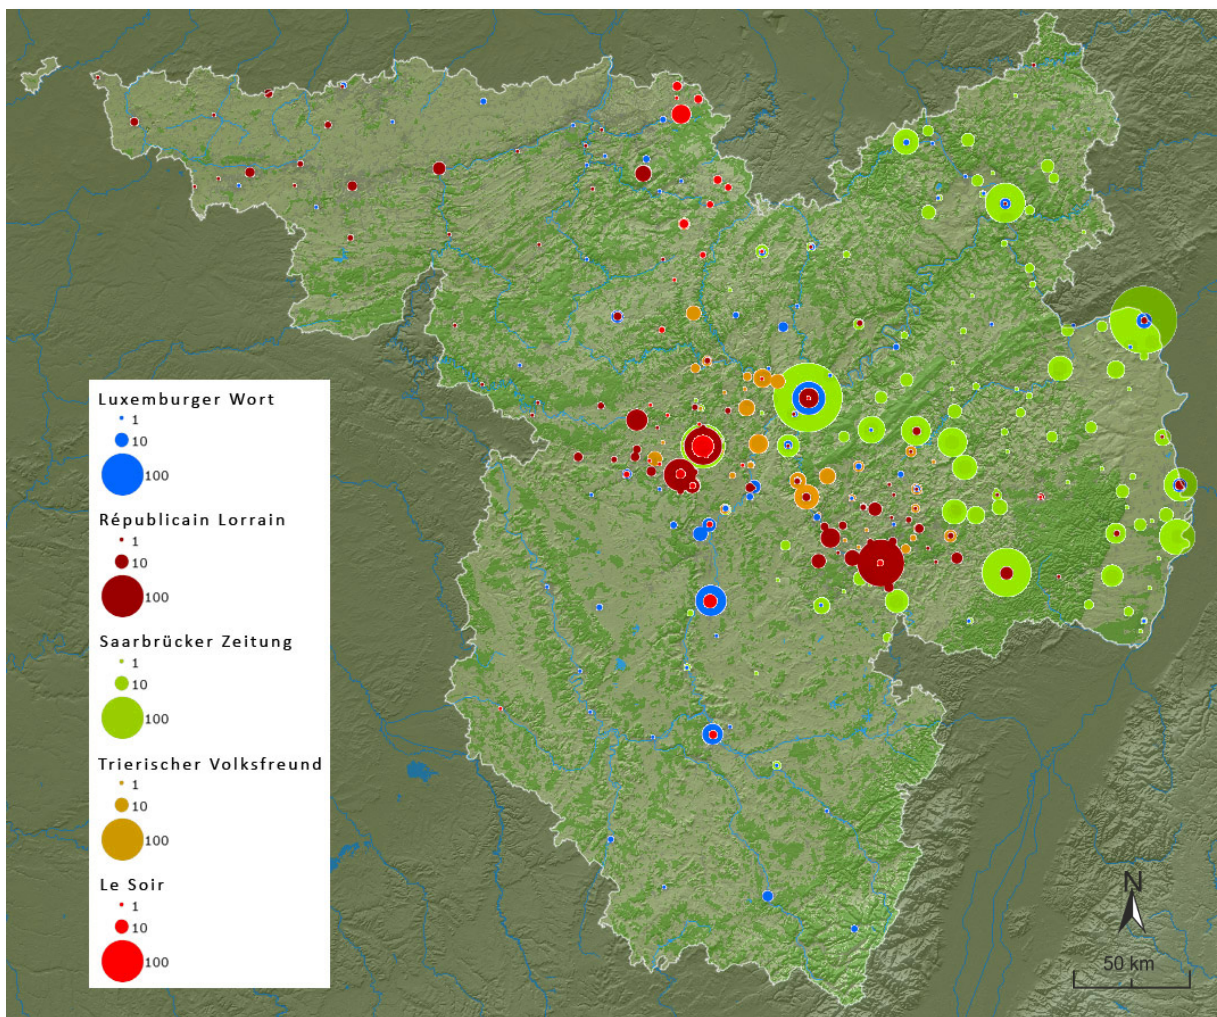 Luxemburger Wort
1
10
100
Républicain Lorrain
1
10
100
Saarbrücker Zeitung
1
10
100
Trierischer Volksfreund
1
10
100
Le Soir
1
10
100
N
50 km